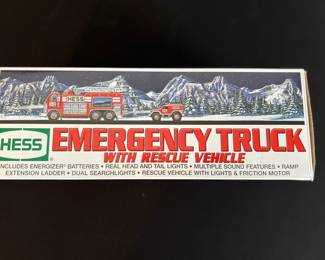 HESS
HESS
EMERGENCY TRUCK
WITH RESCUE VEHICLE
INCLUDES ENERGIZER® BATTERIES • REAL HEAD AND TAIL LIGHTS • MULTIPLE SOUND FEATURES • RAMP
EXTENSION LADDER • DUAL SEARCHLIGHTS • RESCUE VEHICLE WITH LIGHTS & FRICTION MOTOR